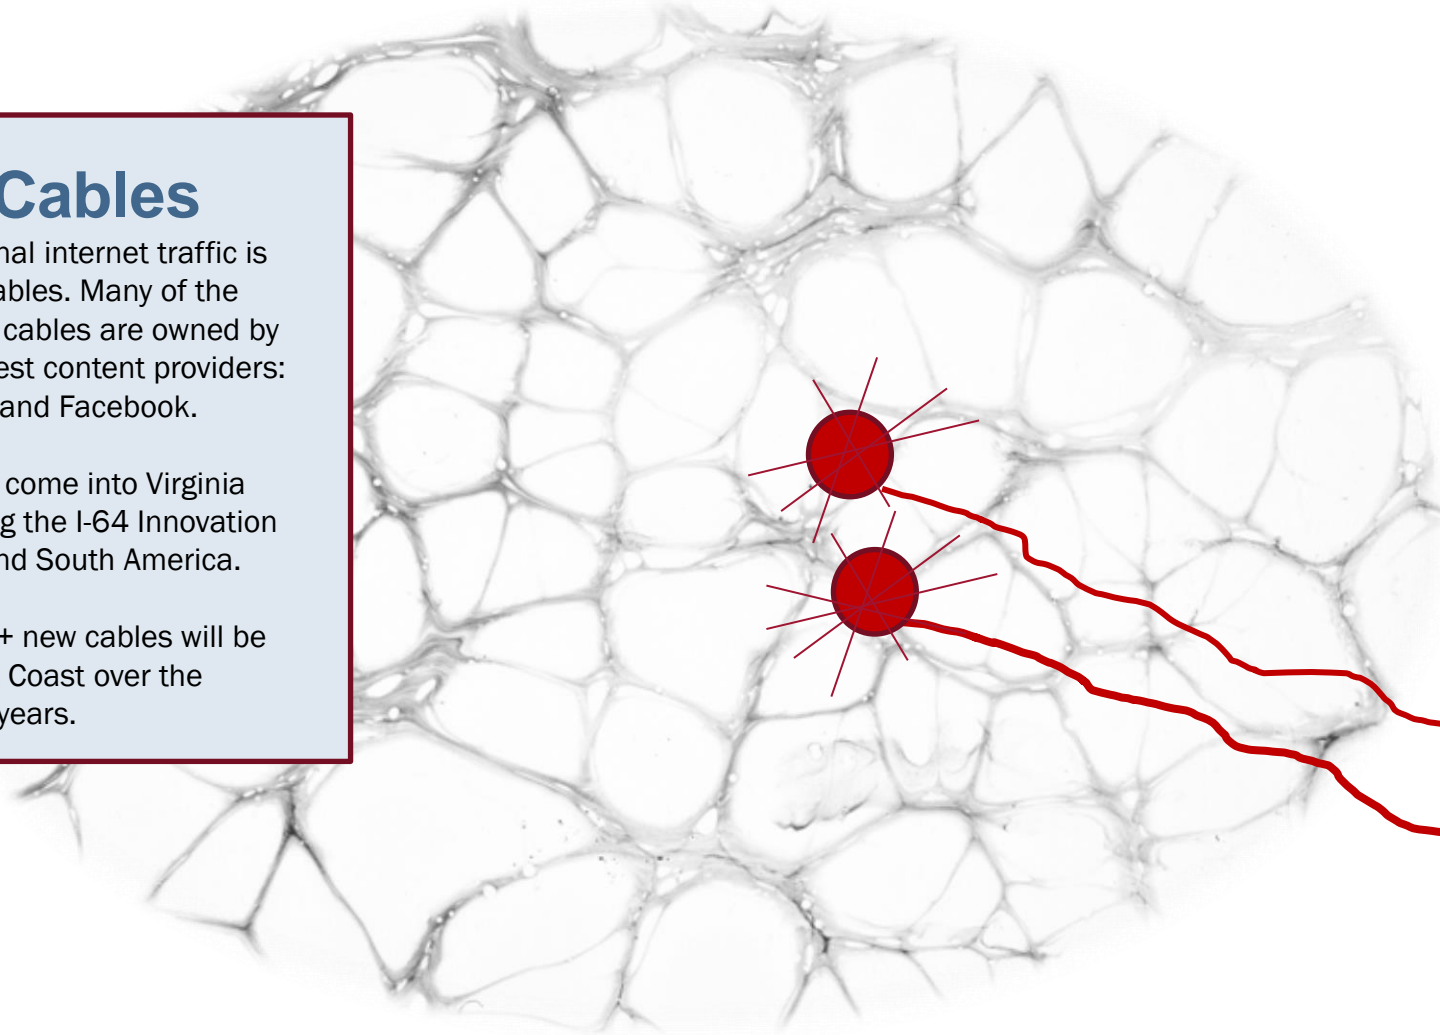 Cables
nal internet traffic is
ables. Many of the
cables are owned by
est content providers:
and Facebook.
come into Virginia
g the I-64 Innovation
nd South America.
+ new cables will be
Coast over the
years.